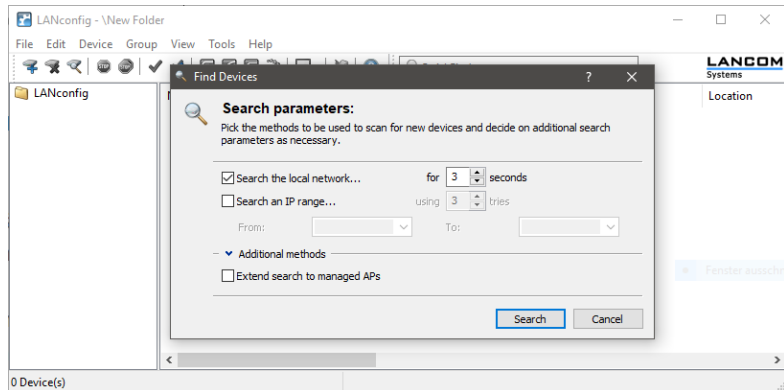 LANconfig - \New Folder
File Edit Device Group View Tools Help
LANCOM
Systems
Find Devices
LANconfig
Location
Search parameters:
Pick the methods to be used to scan for new devices and decide on additional search
parameters as necessary.
Search the local network... for 3 seconds
Search an IP range... using 3 tries
From: To:
Additional methods
Fenster
Extend search to managed APs
Search Cancel
0 Device(s)